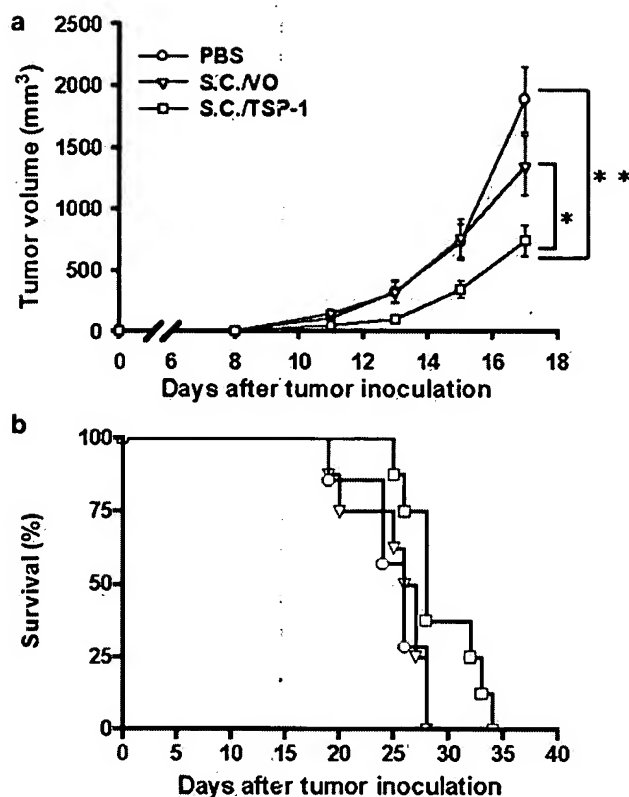 a
Tumor volume (mm³)
2500
2000
1500
1000
500
0
PBS
S.C./VO
S.C./TSP-1
* *
*
0 6 8 10 12 14 16 18
Days after tumor inoculation
b
Survival (%)
100
75
50
25
0
0 15 20 25 30 35 40
Days after tumor inoculation